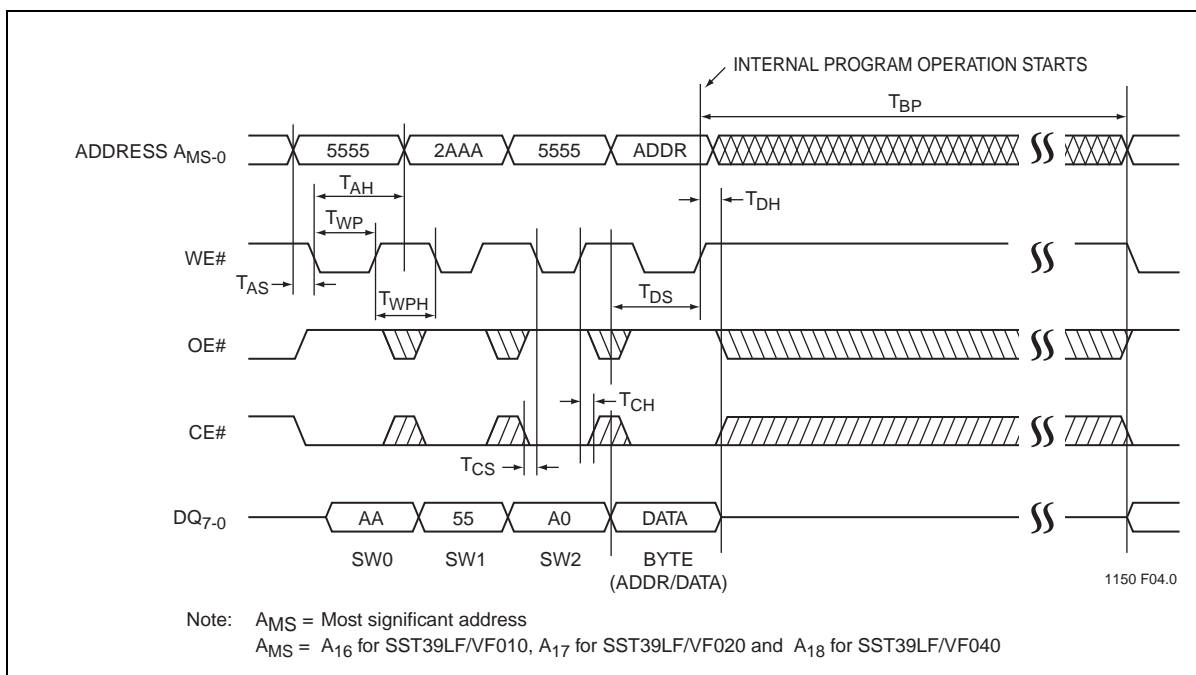 INTERNAL PROGRAM OPERATION STARTS
TBP
ADDRESS AMS-0
5555 2AAA 5555 ADDR
TAH
TDH
TWP
WE#
TAS
TDS
TWPH
OE#
TCH
CE#
TCS
DQ7-0
AA 55 A0 DATA
SW0 SW1 SW2 BYTE
(ADDR/DATA)
1150 F04.0
Note: AMS = Most significant address
AMS = A16 for SST39LF/VF010, A17 for SST39LF/VF020 and A18 for SST39LF/VF040